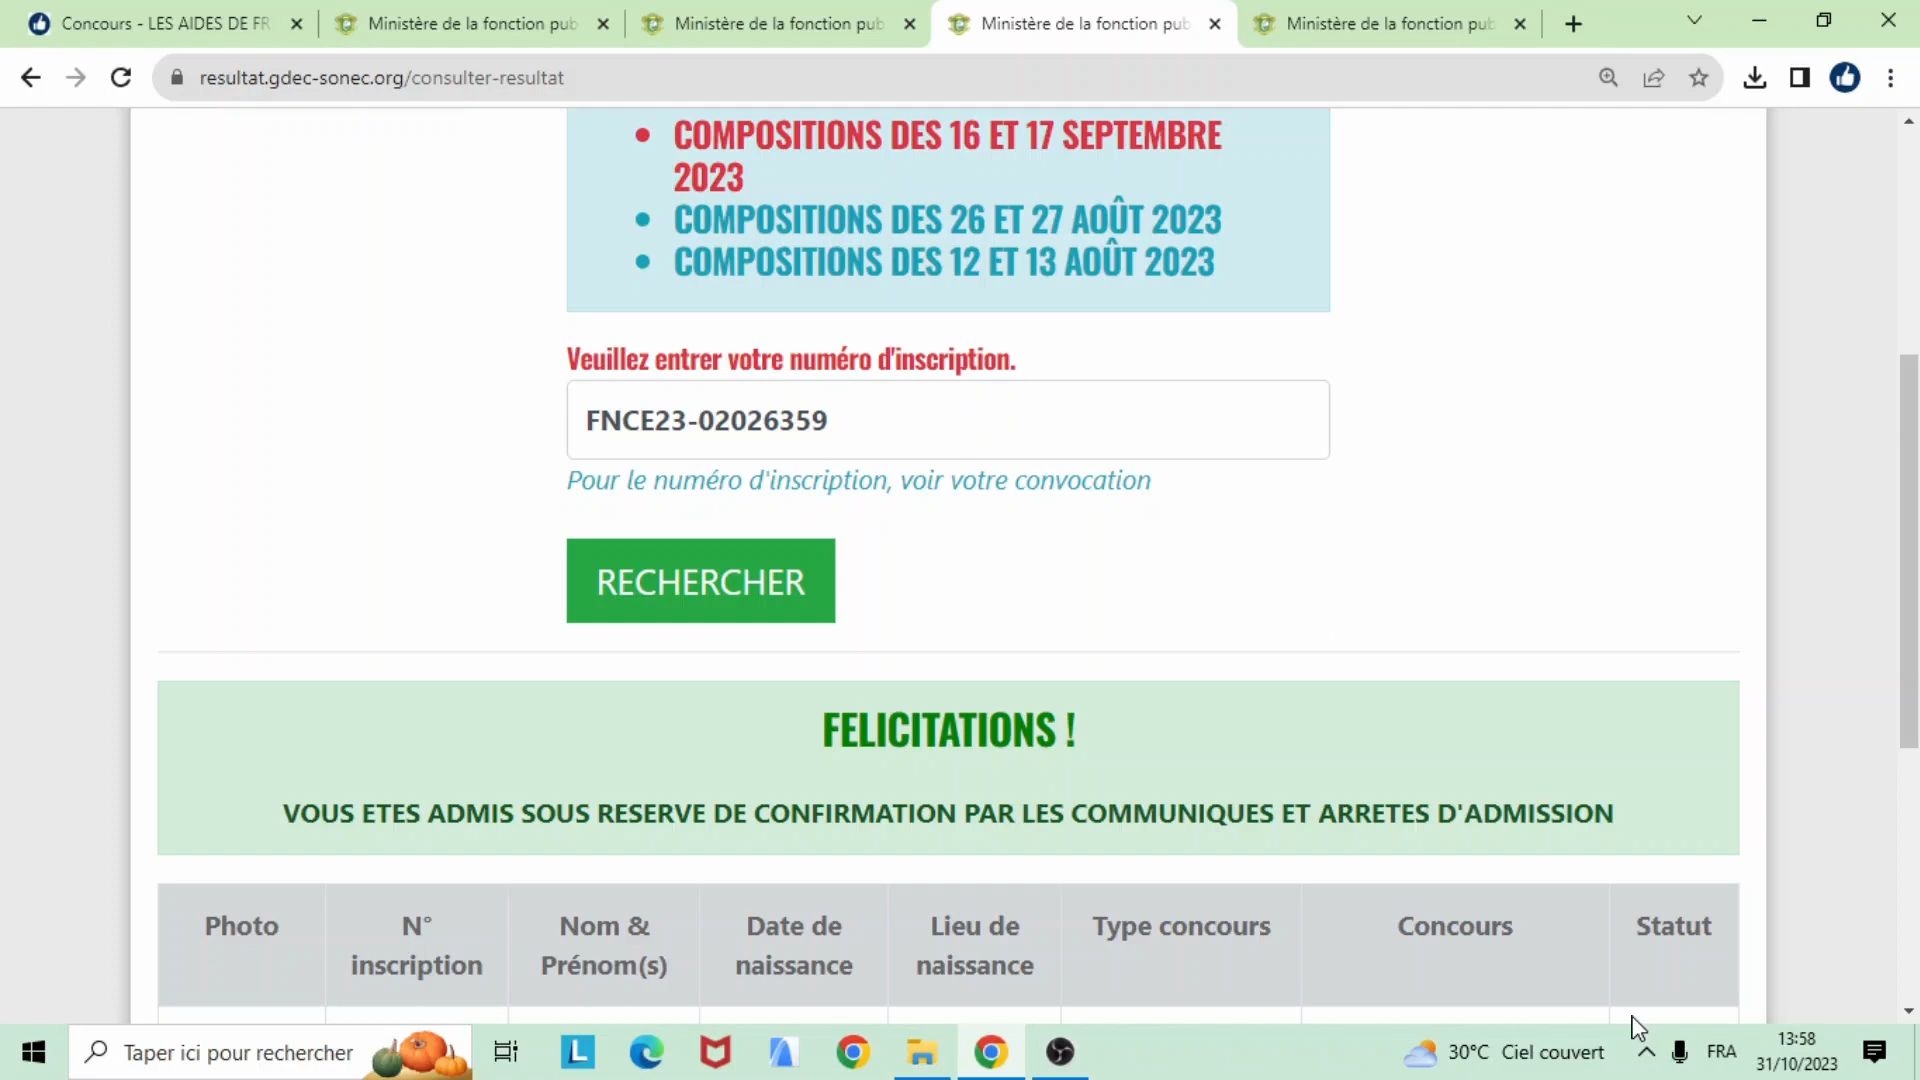 Concours - LES AIDES DE FR
Ministère de la fonction pub
Ministère de la fonction pub
Ministère de la fonction pub
Ministère de la fonction pub
resultat.gdec-sonec.org/consulter-resultat
COMPOSITIONS DES 16 ET 17 SEPTEMBRE
2023
COMPOSITIONS DES 26 ET 27 AOÛT 2023
COMPOSITIONS DES 12 ET 13 AOÛT 2023
Veuillez entrer votre numéro d'inscription.
FNCE23-02026359
Pour le numéro d'inscription, voir votre convocation
RECHERCHER
FELICITATIONS !
VOUS ETES ADMIS SOUS RESERVE DE CONFIRMATION PAR LES COMMUNIQUES ET ARRETES D'ADMISSION
Photo
N°
inscription
Nom &
Prénom(s)
Date de
naissance
Lieu de
naissance
Type concours
Concours
Statut
Taper ici pour rechercher
L
30°C Ciel couvert
FRA
13:58
31/10/2023